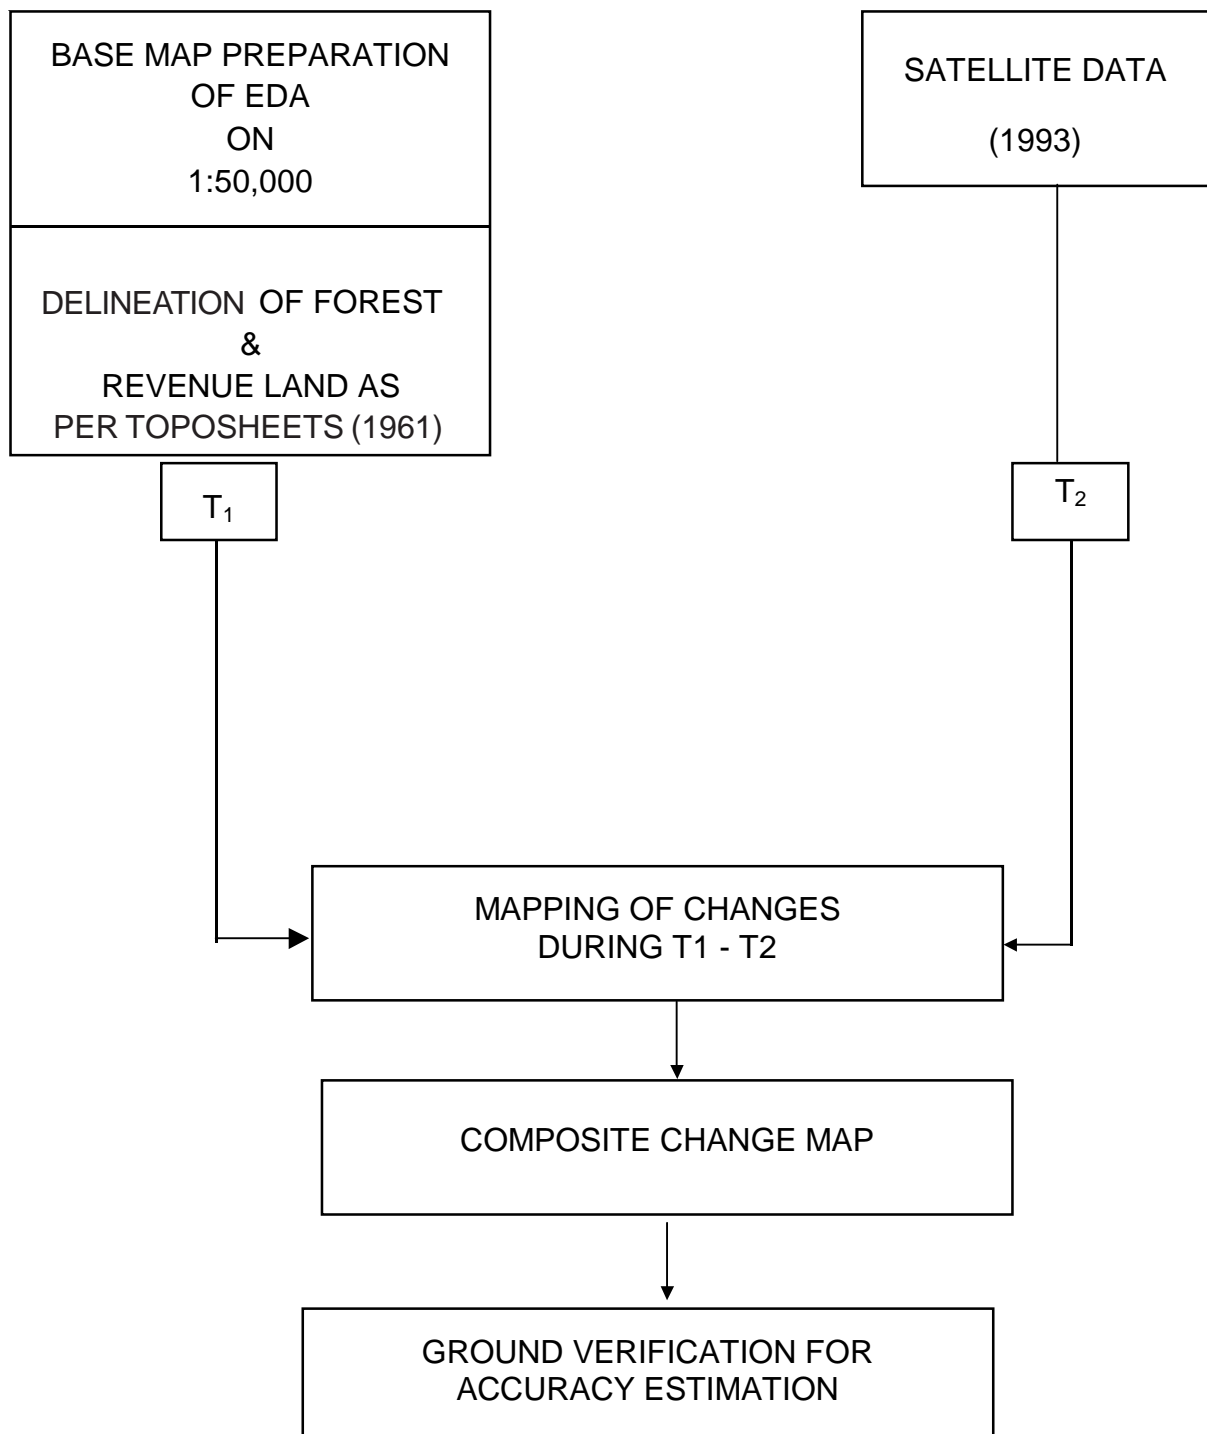 BASE MAP PREPARATION
OF EDA
ON
1:50,000
DELINEATION OF FOREST
&
REVENUE LAND AS
PER TOPOSHEETS (1961)
T₁
SATELLITE DATA
(1993)
T₂
MAPPING OF CHANGES
DURING T1 - T2
COMPOSITE CHANGE MAP
GROUND VERIFICATION FOR
ACCURACY ESTIMATION